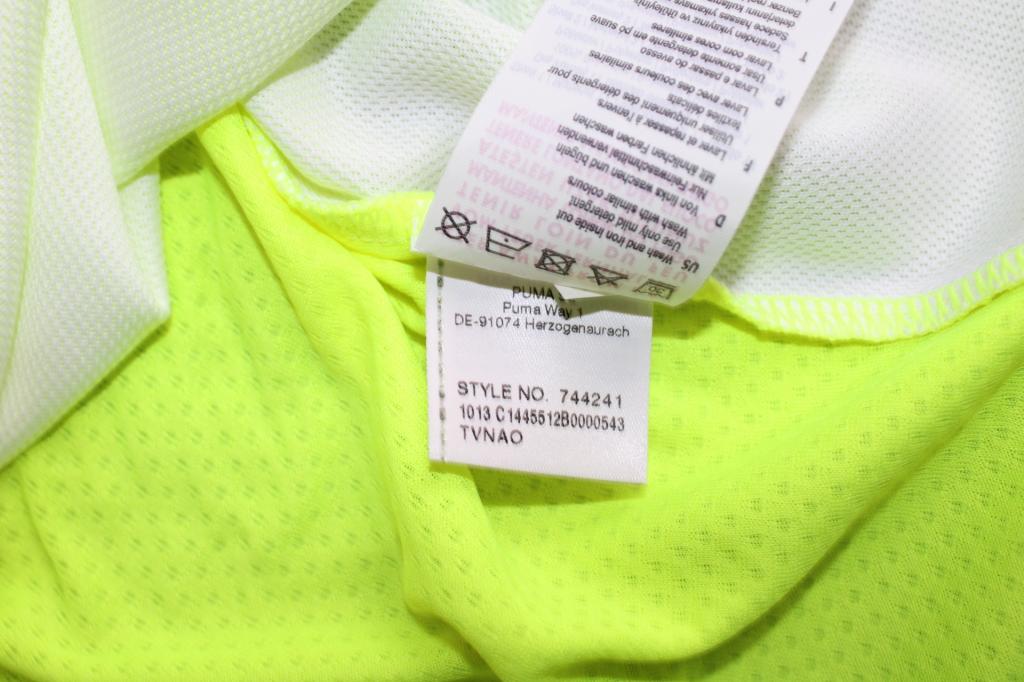 US
Wash and iron inside out
Use only mild detergent
Wash with similar colours
D
Von links waschen und bügeln
Nur Feinwaschmittel verwenden
Mit ähnlichen Farben waschen
F
Laver et repasser à l'envers
Utiliser uniquement des détergents pour
textiles délicats
Laver avec des couleurs similaires
P
Lavar e passar do avesso
Usar somente detergente em pó suave
Lavar com cores similares
T
30
PUMA
Puma Way 1
DE-91074 Herzogenaurach
STYLE NO. 744241
1013 C1445512B0000543
TVNAO